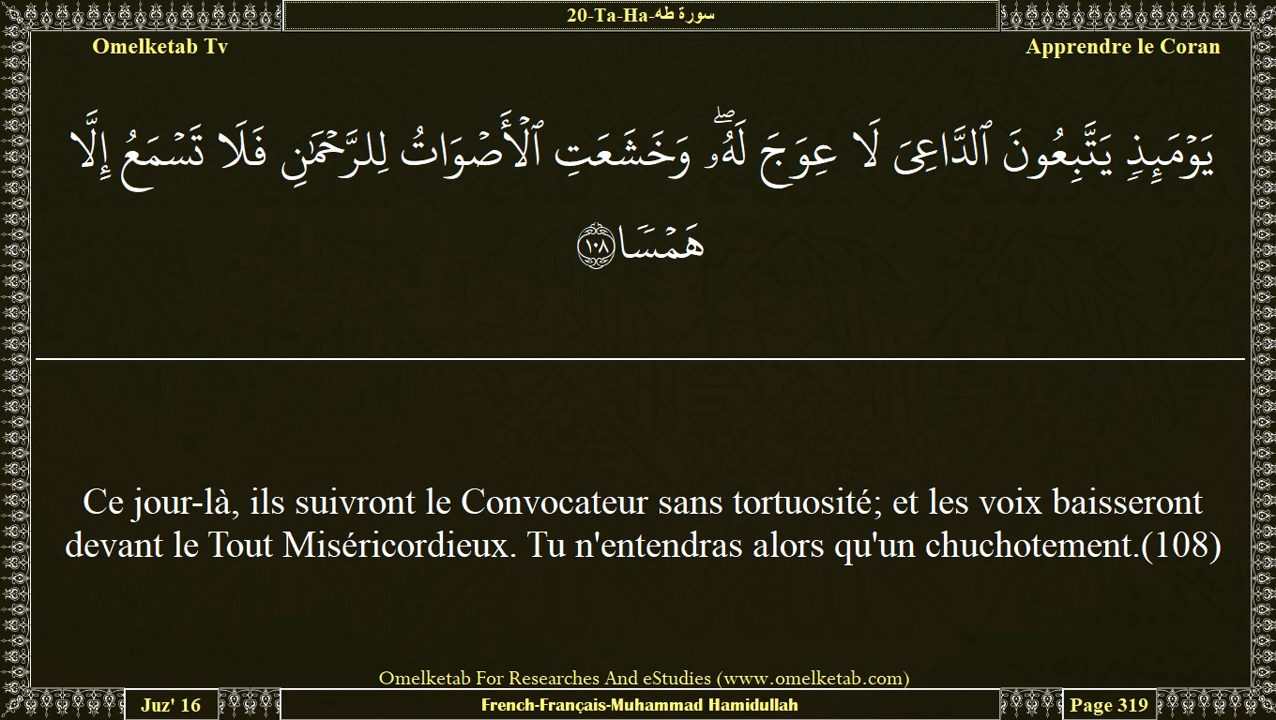 20-Ta-Ha-سورة طه
Omelketab Tv
Apprendre le Coran
يَوْمَئِذٍ يَتَّبِعُونَ ٱلدَّاعِىَ لَا عِوَجَ لَهُۥ ۖ وَخَشَعَتِ ٱلْأَصْوَاتُ لِلرَّحْمَٰنِ فَلَا تَسْمَعُ إِلَّا
هَمْسًا ١٠٨
Ce jour-là, ils suivront le Convocateur sans tortuosité; et les voix baisseront
devant le Tout Miséricordieux. Tu n'entendras alors qu'un chuchotement.(108)
Omelketab For Researches And eStudies (www.omelketab.com)
Juz' 16
French-Français-Muhammad Hamidullah
Page 319